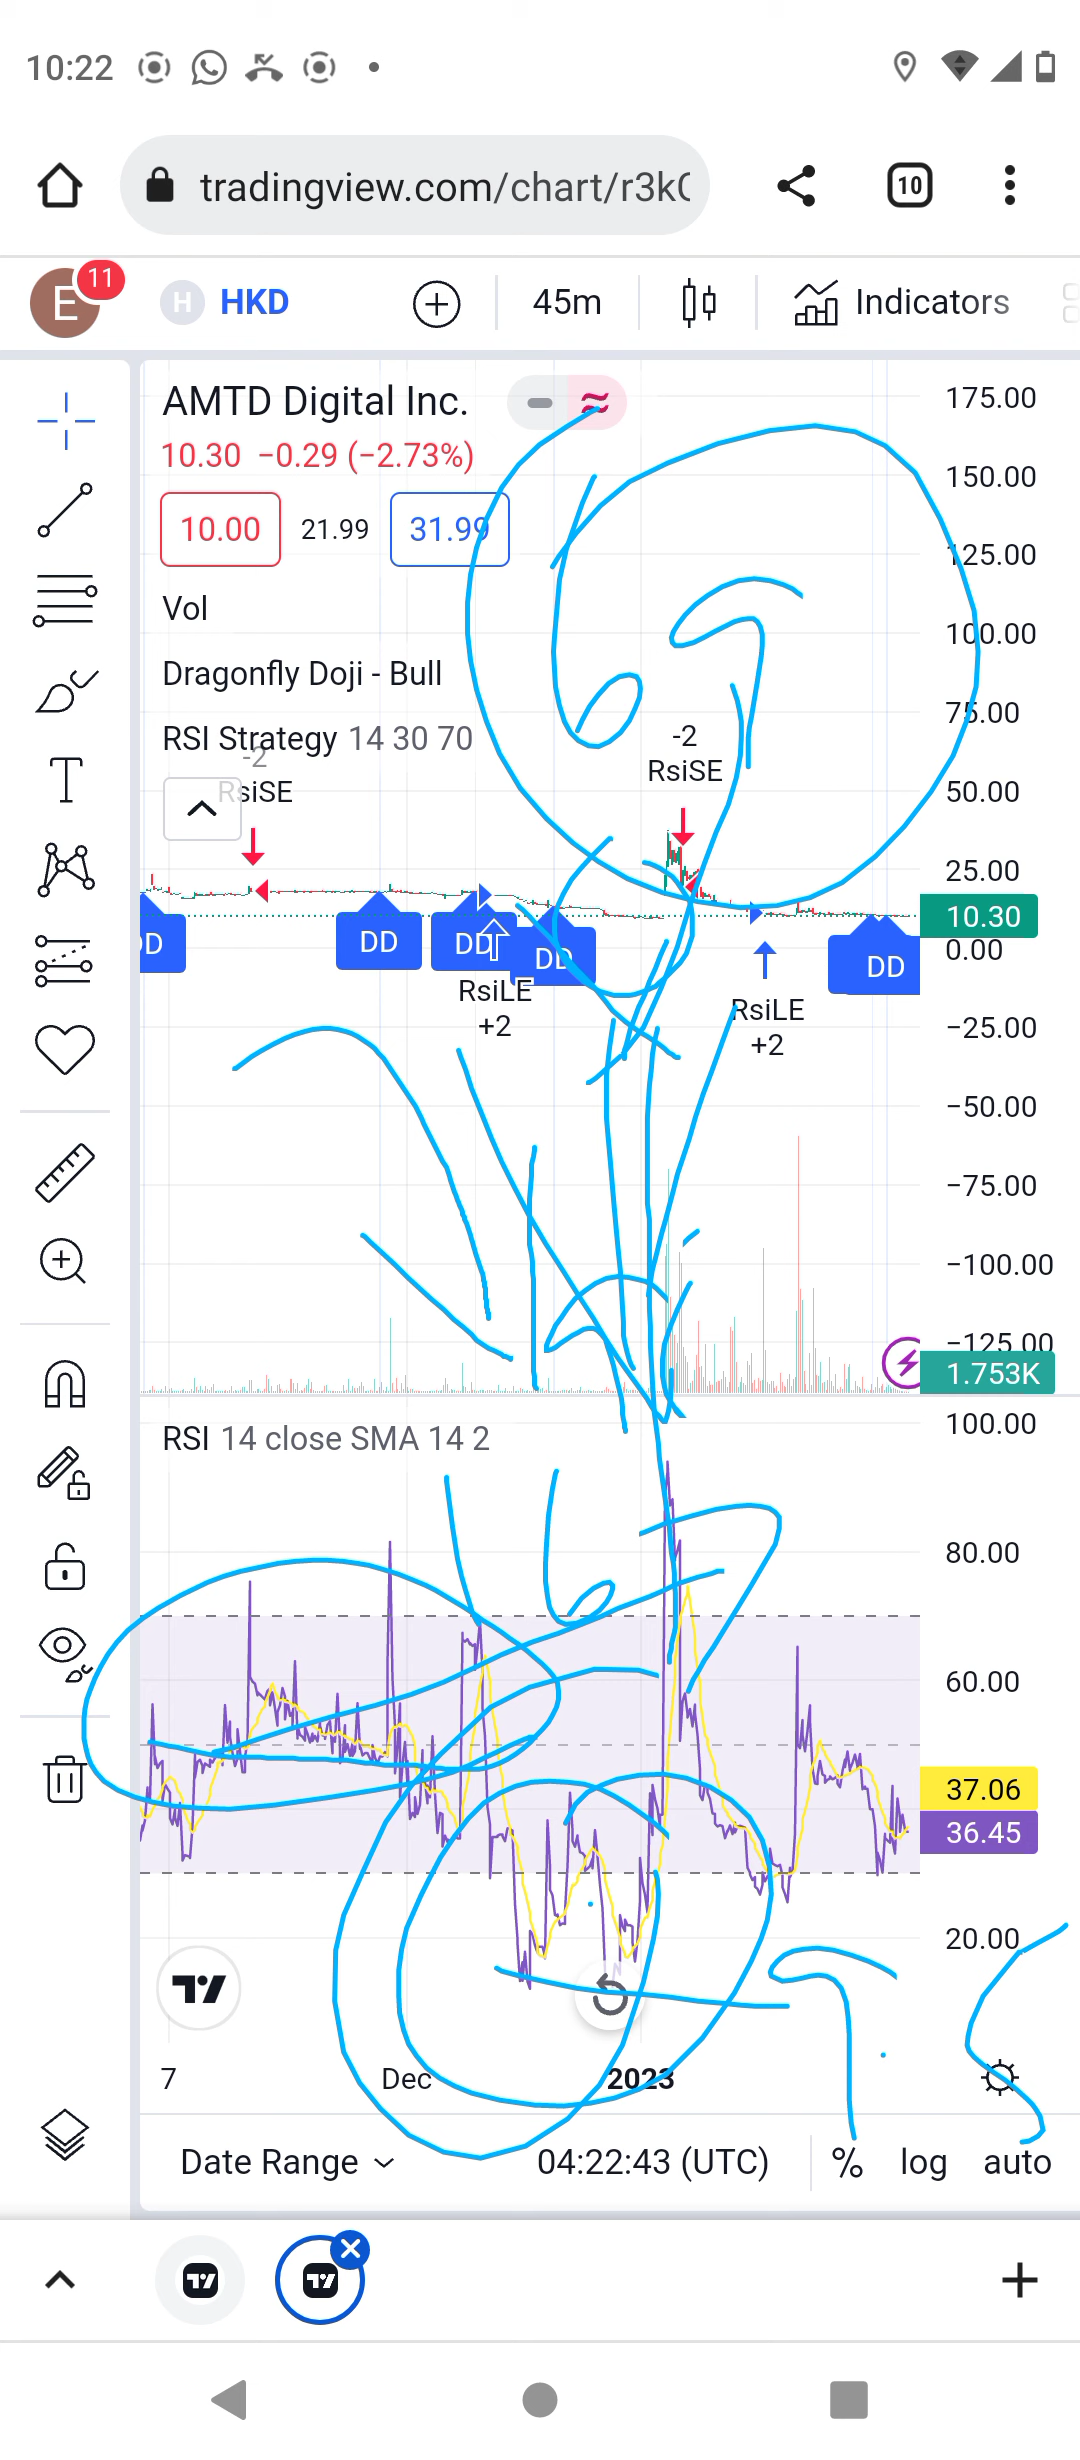 10:22
tradingview.com/chart/r3k
10
E
11
H HKD
45m
Indicators
AMTD Digital Inc.
10.30 −0.29 (−2.73%)
10.00
21.99
31.99
Vol
Dragonfly Doji - Bull
RSI Strategy 14 30 70
-2
RsiSE
-2
RsiSE
DD
DD
DD
DD
DD
RsiLE
+2
RsiLE
+2
175.00
150.00
125.00
100.00
75.00
50.00
25.00
10.30
0.00
−25.00
−50.00
−75.00
−100.00
−125.00
1.753K
RSI 14 close SMA 14 2
100.00
80.00
60.00
37.06
36.45
20.00
7
Dec
2023
Date Range
04:22:43 (UTC)
%
log
auto